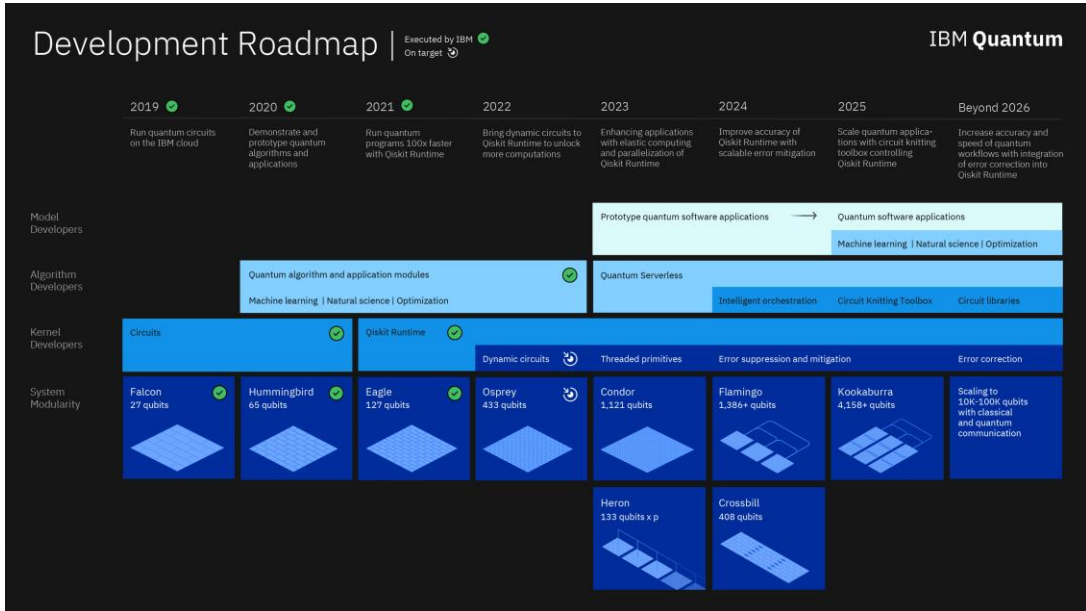 Development Roadmap |
Executed by IBM
On target
IBM Quantum
2019
2020
2021
2022
2023
2024
2025
Beyond 2026
Run quantum circuits
on the IBM cloud
Demonstrate and
prototype quantum
algorithms and
applications
Run quantum
programs 100x faster
with Qiskit Runtime
Bring dynamic circuits to
Qiskit Runtime to unlock
more computations
Enhancing applications
with elastic computing
and parallelization of
Qiskit Runtime
Improve accuracy of
Qiskit Runtime with
scalable error mitigation
Scale quantum applica-
tions with circuit knitting
toolbox controlling
Qiskit Runtime
Increase accuracy and
speed of quantum
workflows with integration
of error correction into
Qiskit Runtime
Model
Developers
Prototype quantum software applications →
Quantum software applications
Machine learning | Natural science | Optimization
Algorithm
Developers
Quantum algorithm and application modules
Machine learning | Natural science | Optimization
Quantum Serverless
Intelligent orchestration
Circuit Knitting Toolbox
Circuit libraries
Kernel
Developers
Circuits
Qiskit Runtime
Dynamic circuits
Threaded primitives
Error suppression and mitigation
Error correction
System
Modularity
Falcon
27 qubits
Hummingbird
65 qubits
Eagle
127 qubits
Osprey
433 qubits
Condor
1,121 qubits
Flamingo
1,386+ qubits
Kookaburra
4,158+ qubits
Scaling to
10K-100K qubits
with classical
and quantum
communication
Heron
133 qubits x p
Crossbill
408 qubits